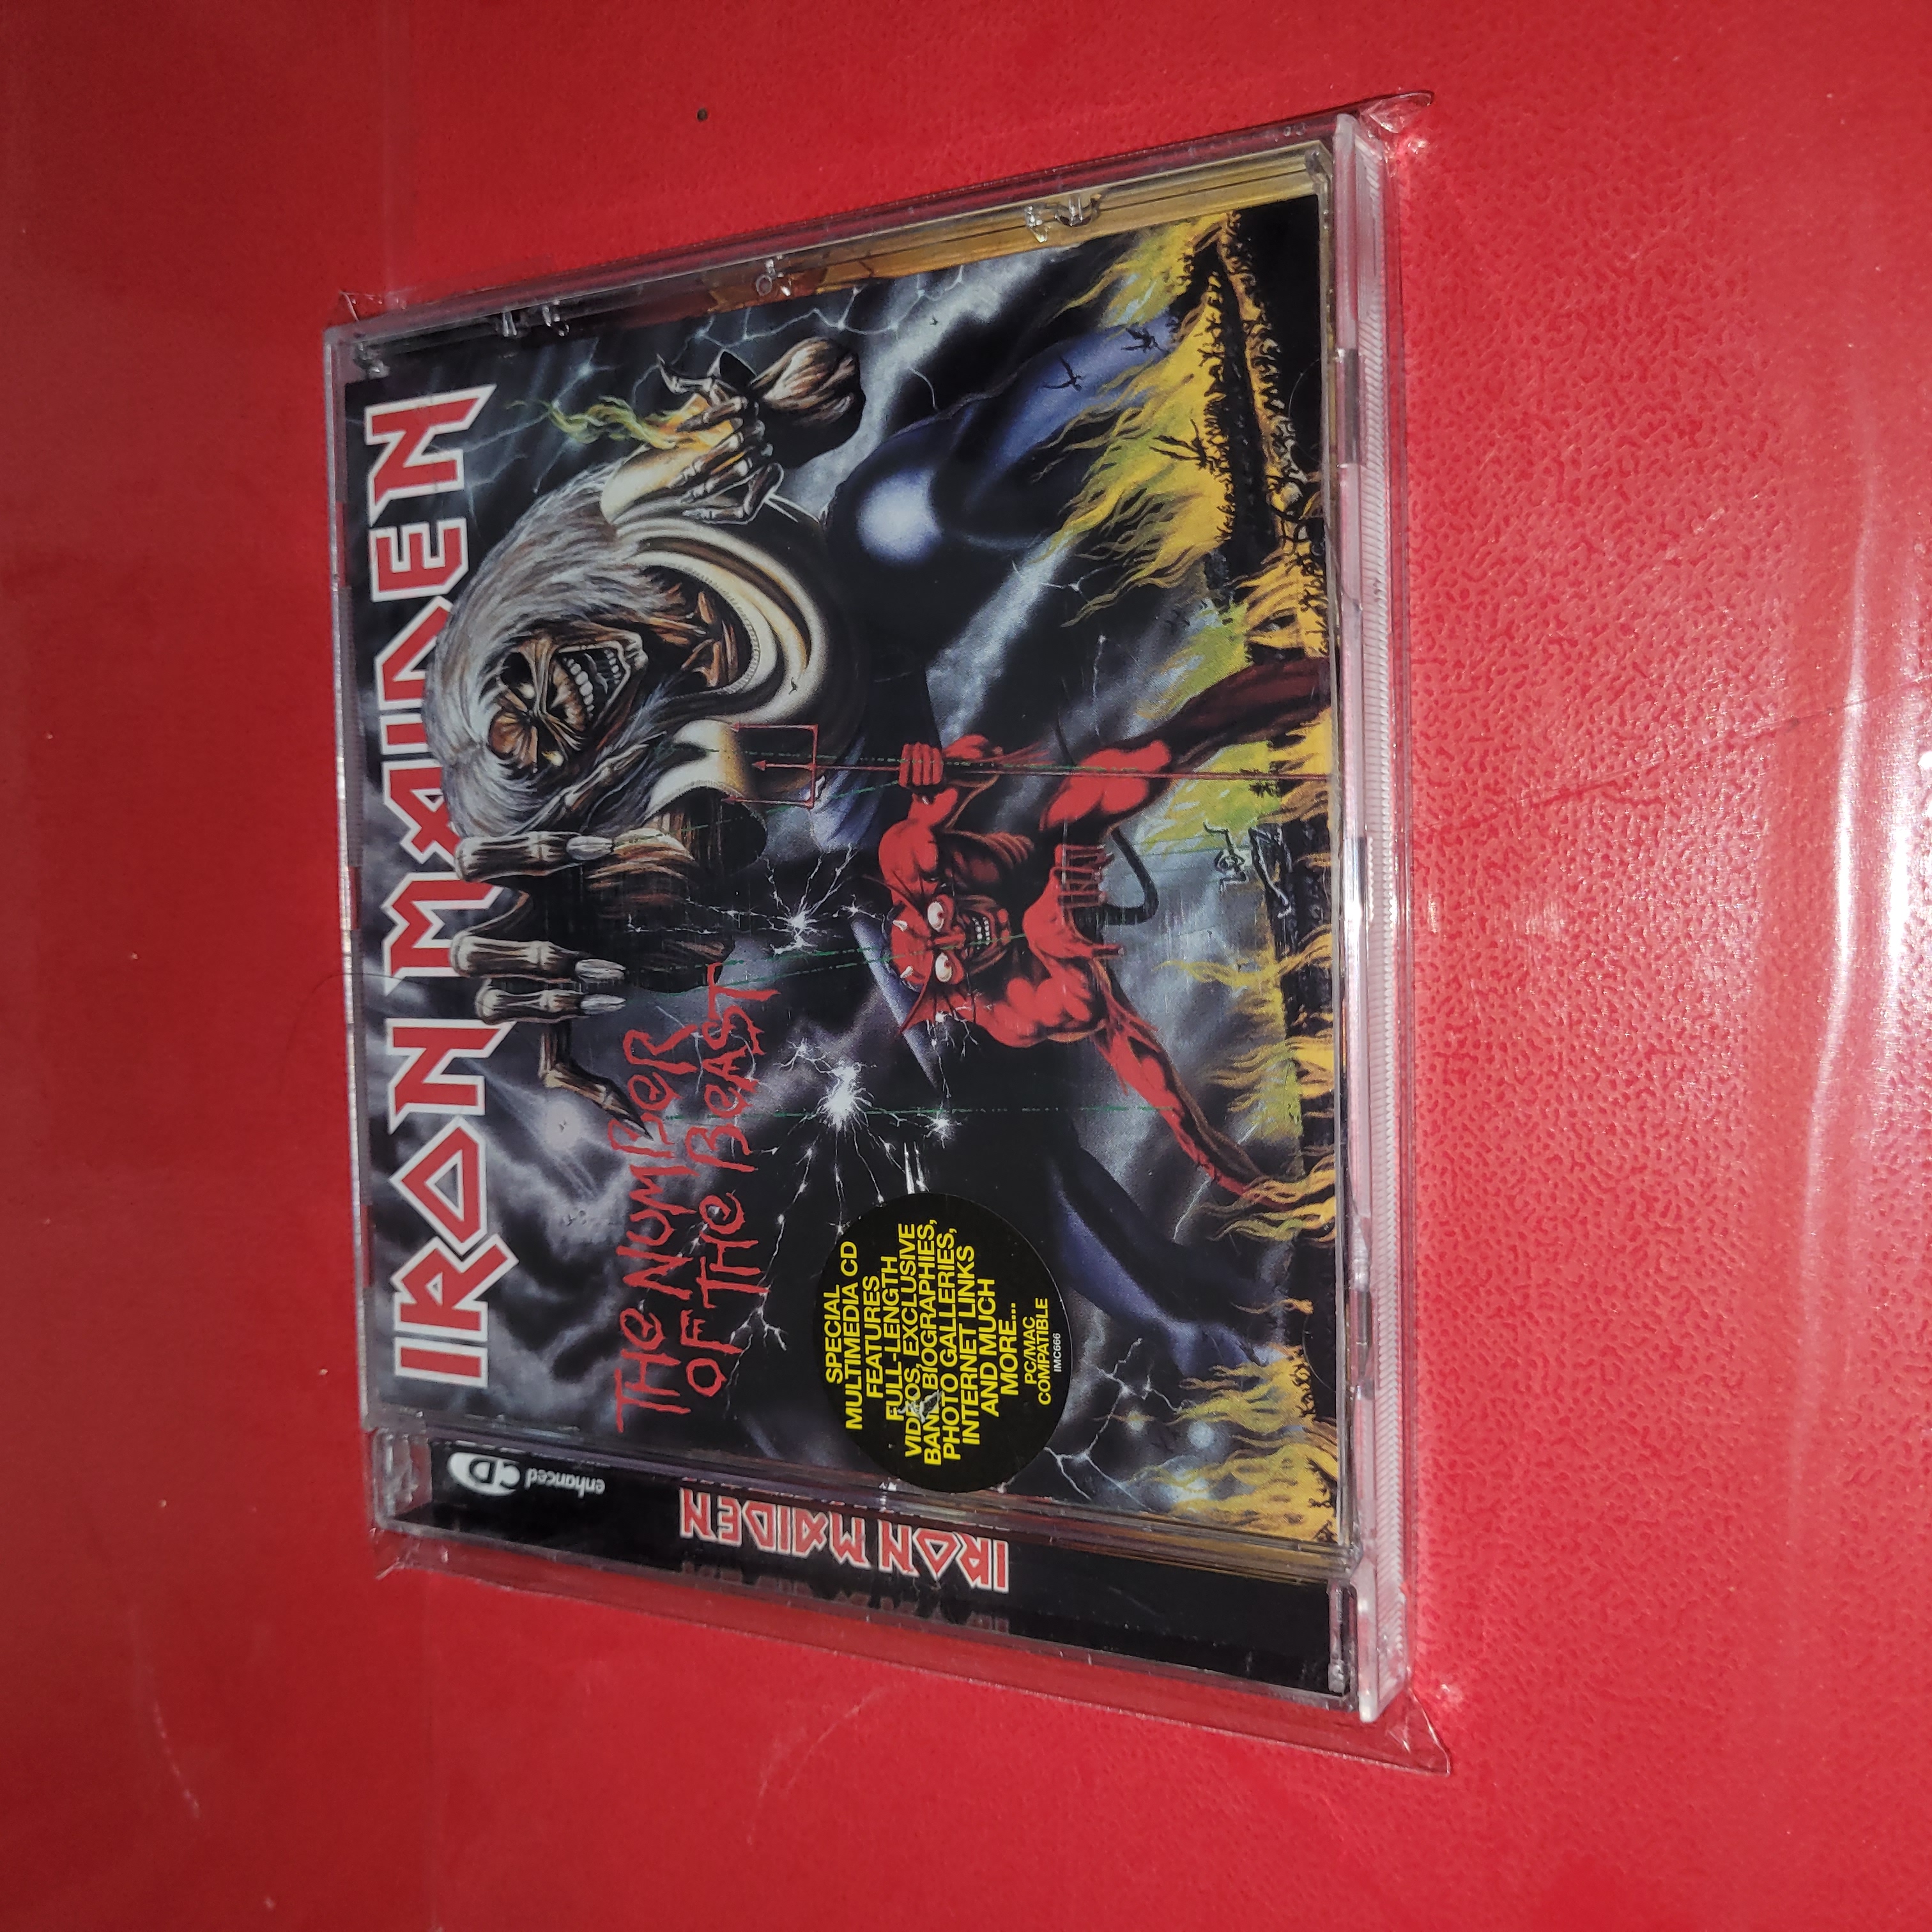 IRON MAIDEN
THE NUMBER
OF THE BEAST
SPECIAL
MULTIMEDIA CD
FEATURES
FULL-LENGTH
VIDEOS, EXCLUSIVE
BAND BIOGRAPHIES,
PHOTO GALLERIES,
INTERNET LINKS
AND MUCH
MORE...
PC/MAC
COMPATIBLE
IMC666
enhanced CD
IRON MAIDEN